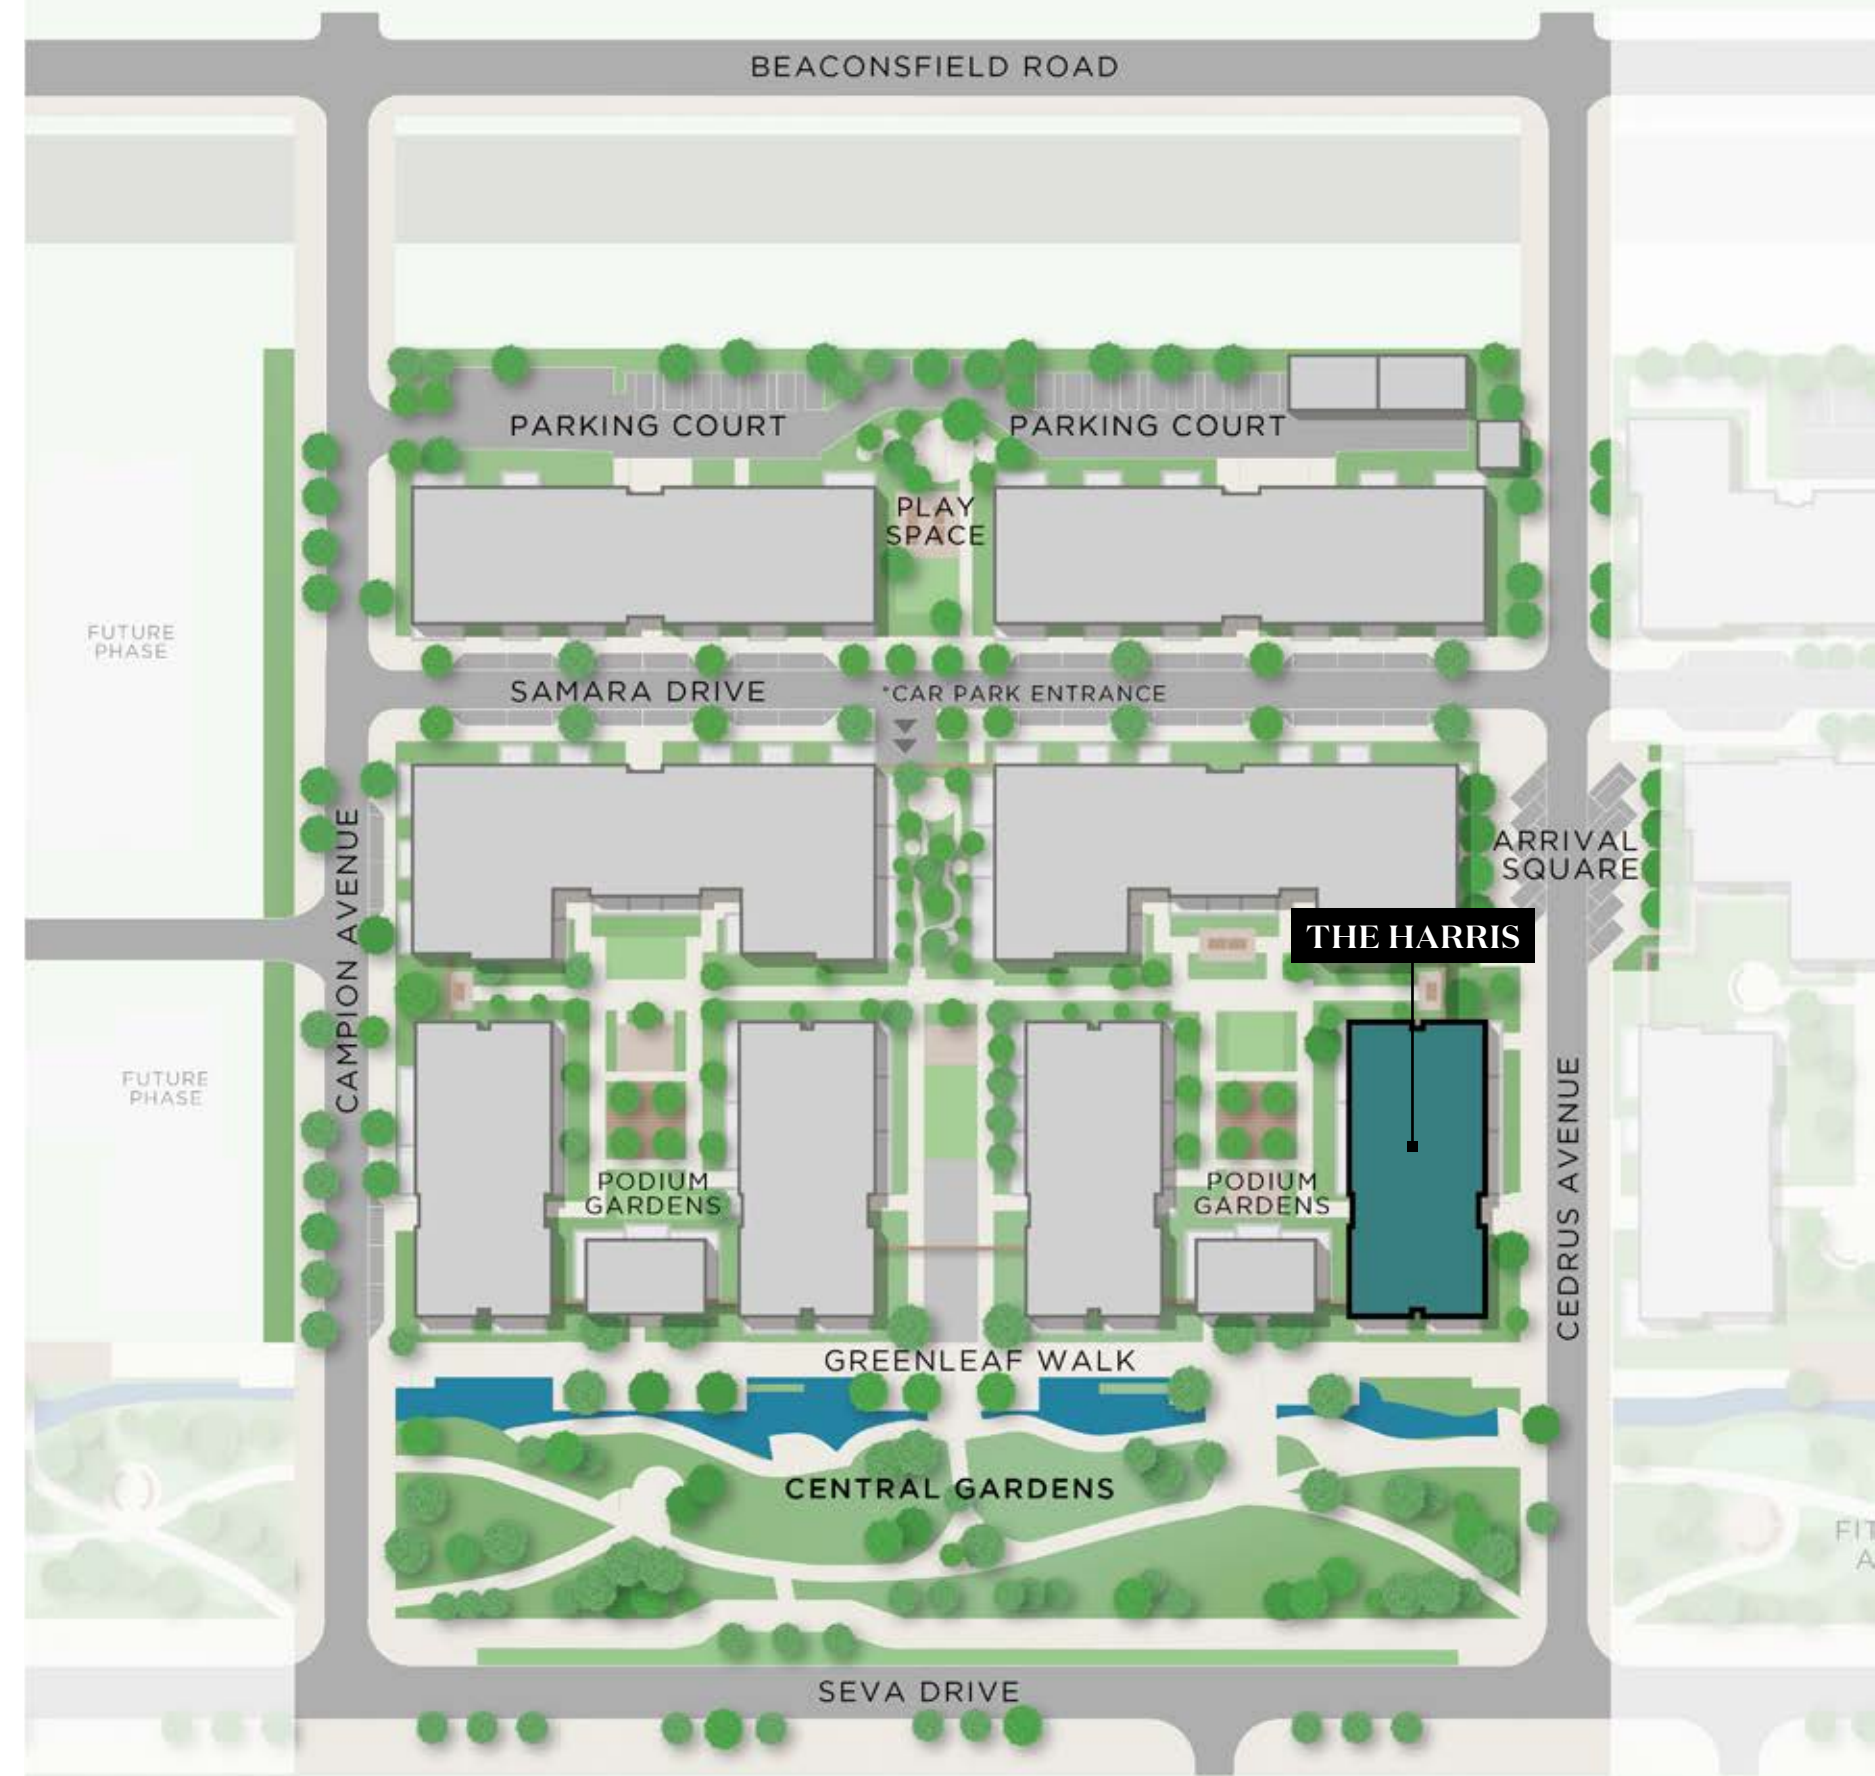 BEACONSFIELD ROAD
PARKING COURT
PARKING COURT
PLAY
SPACE
FUTURE
PHASE
SAMARA DRIVE
*CAR PARK ENTRANCE
CAMPION AVENUE
ARRIVAL
SQUARE
THE HARRIS
FUTURE
PHASE
CEDRUS AVENUE
PODIUM
GARDENS
PODIUM
GARDENS
GREENLEAF WALK
CENTRAL GARDENS
SEVA DRIVE